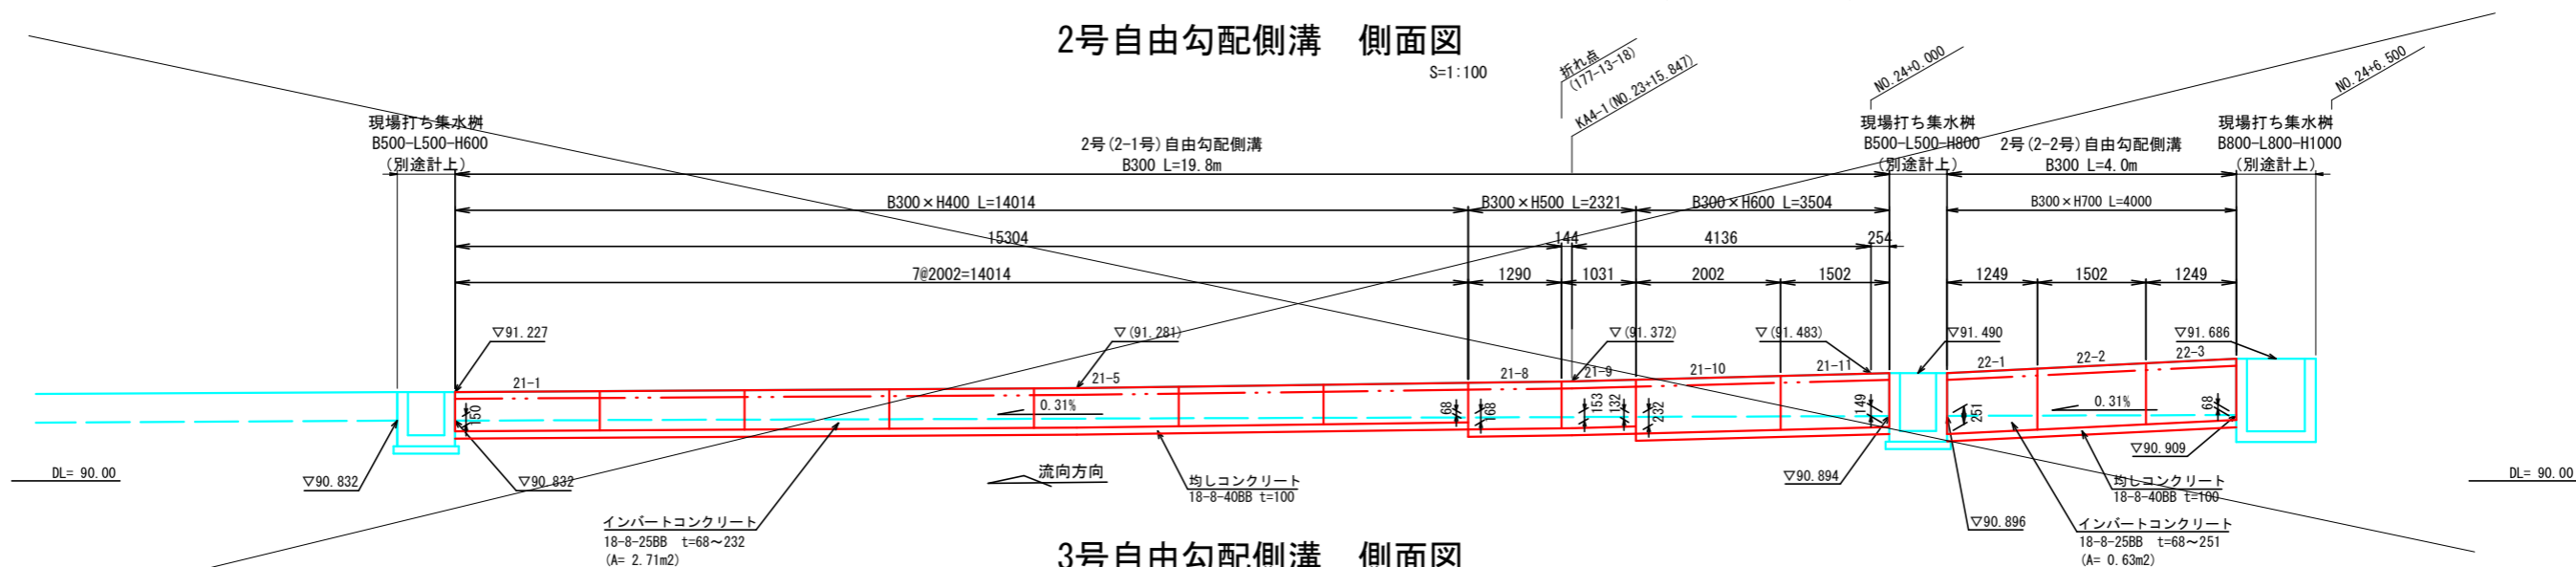 2号自由勾配側溝　側面図
S=1:100
折れ点
(177-13-18)
KA4-1(NO.23+15.847)
NO.24+0.000
NO.24+6.500
現場打ち集水桝
B500-L500-H600
(別途計上)
2号(2-1号)自由勾配側溝
B300 L=19.8m
現場打ち集水桝
B500-L500-H800
(別途計上)
2号(2-2号)自由勾配側溝
B300 L=4.0m
現場打ち集水桝
B800-L800-H1000
(別途計上)
B300×H400 L=14014
B300×H500 L=2321
B300×H600 L=3504
B300×H700 L=4000
15304
144
4136
254
7@2002=14014
1290
1031
2002
1502
1249
1502
1249
▽91.227
▽(91.281)
▽(91.372)
▽(91.483)
▽91.490
▽91.686
21-1
21-5
21-8
21-9
21-10
21-11
22-1
22-2
22-3
150
0.31%
68
168
153
132
232
149
251
0.31%
68
DL= 90.00
▽90.832
▽90.832
流向方向
均しコンクリート
18-8-40BB t=100
▽90.894
▽90.909
均しコンクリート
18-8-40BB t=100
DL= 90.00
インバートコンクリート
18-8-25BB　t=68～232
(A= 2.71m2)
▽90.896
インバートコンクリート
18-8-25BB　t=68～251
(A= 0.63m2)
3号自由勾配側溝　側面図